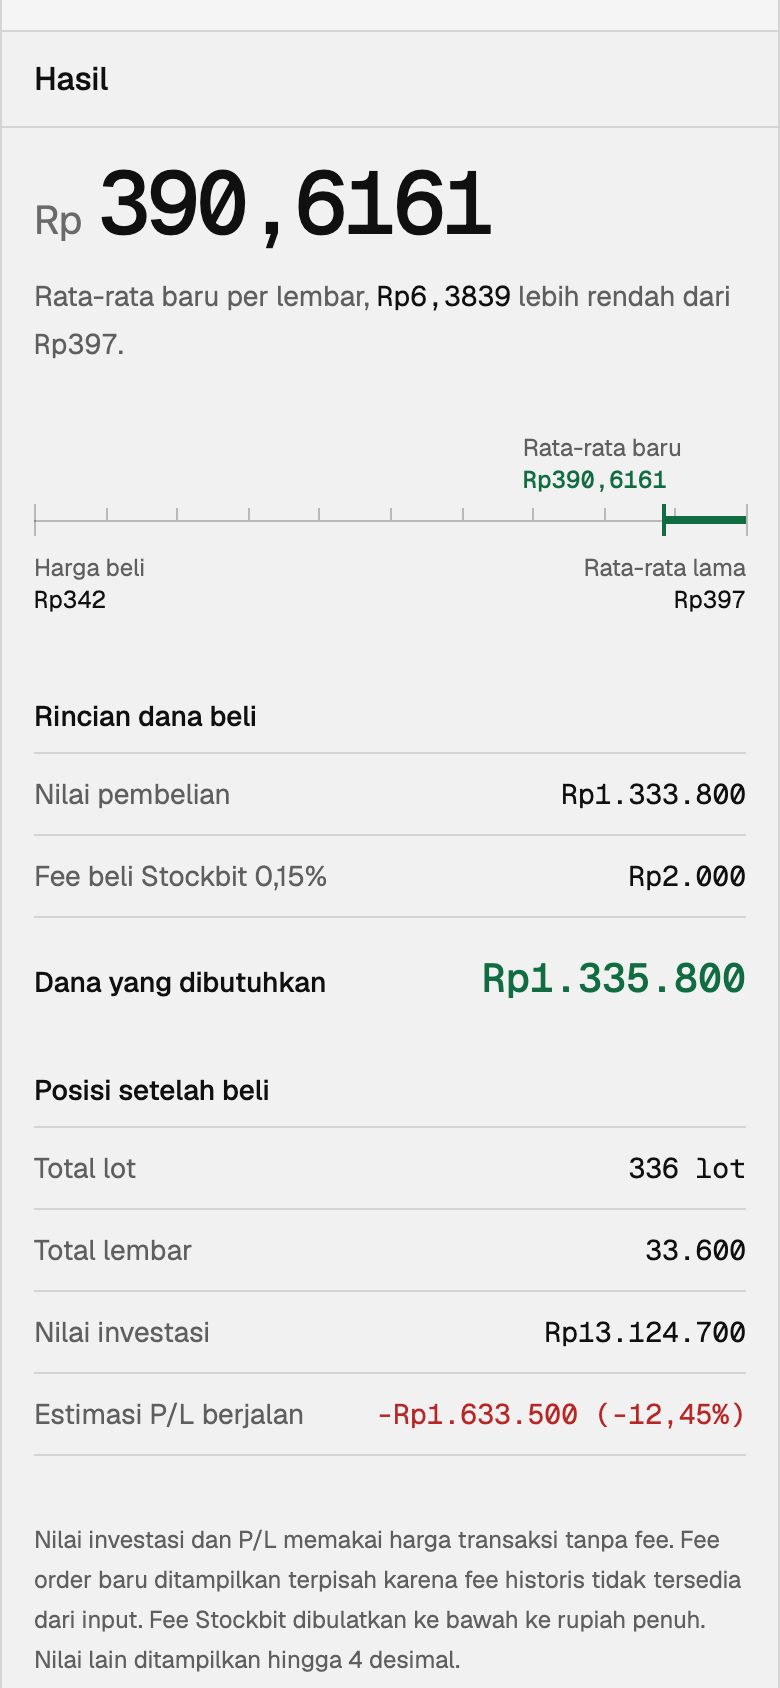 Hasil
Rp 390,6161
Rata-rata baru per lembar, Rp6,3839 lebih rendah dari
Rp397.
Rata-rata baru
Rp390,6161
Harga beli
Rp342
Rata-rata lama
Rp397
Rincian dana beli
Nilai pembelian Rp1.333.800
Fee beli Stockbit 0,15% Rp2.000
Dana yang dibutuhkan Rp1.335.800
Posisi setelah beli
Total lot 336 lot
Total lembar 33.600
Nilai investasi Rp13.124.700
Estimasi P/L berjalan -Rp1.633.500 (-12,45%)
Nilai investasi dan P/L memakai harga transaksi tanpa fee. Fee
order baru ditampilkan terpisah karena fee historis tidak tersedia
dari input. Fee Stockbit dibulatkan ke bawah ke rupiah penuh.
Nilai lain ditampilkan hingga 4 desimal.